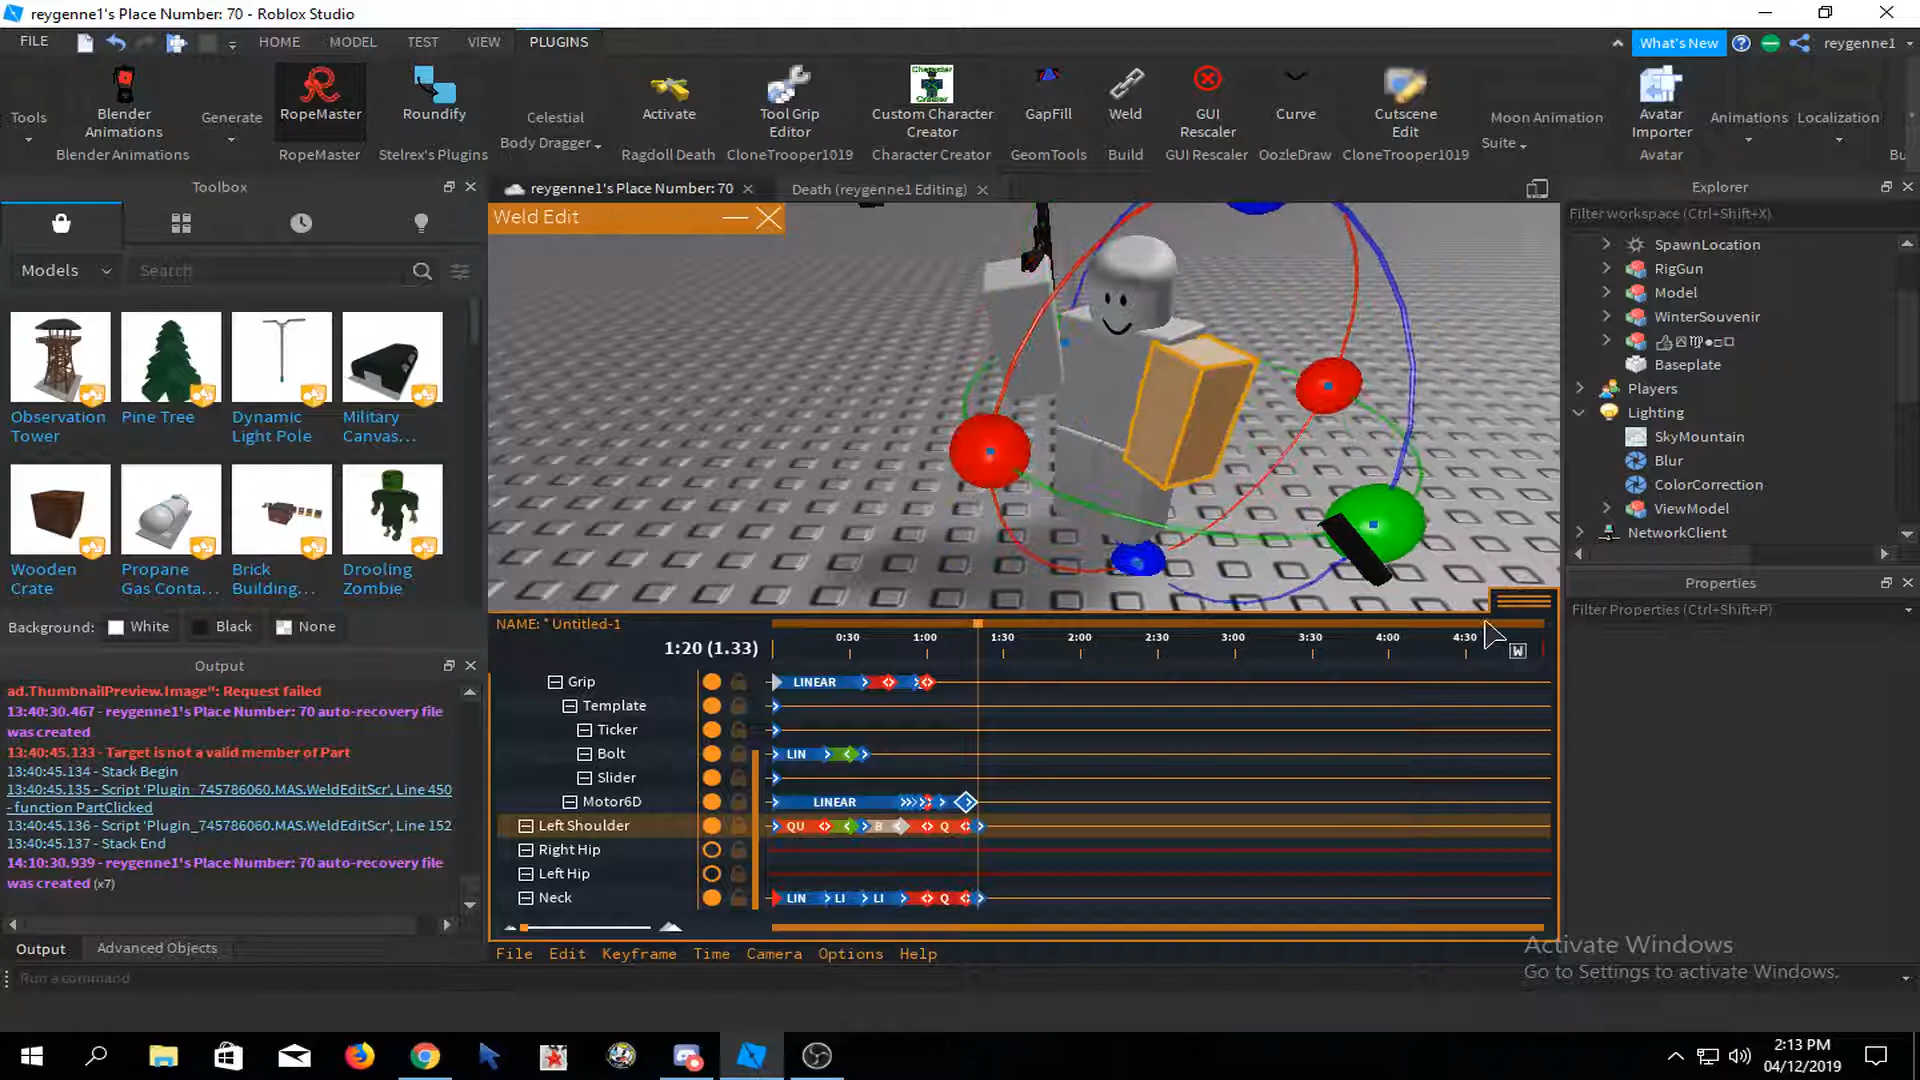 reygenne1's Place Number: 70 - Roblox Studio
FILE
HOME
MODEL
TEST
VIEW
PLUGINS
What's New
reygenne1
Tools
Blender
Animations
Blender Animations
Generate
RopeMaster
RopeMaster
Roundify
Stelrex's Plugins
Celestial
Body Dragger
Activate
Ragdoll Death
Tool Grip
Editor
CloneTrooper1019
Character
Creator
Custom Character
Creator
Character Creator
GapFill
GeomTools
Weld
Build
GUI
Rescaler
GUI Rescaler
Curve
OozleDraw
Cutscene
Edit
CloneTrooper1019
Moon Animation
Suite
Avatar
Importer
Avatar
Animations
Localization
Bu
Toolbox
reygenne1's Place Number: 70
Death (reygenne1 Editing)
Explorer
Filter workspace (Ctrl+Shift+X)
Models
Search
Observation
Tower
Pine Tree
Dynamic
Light Pole
Military
Canvas...
Wooden
Crate
Propane
Gas Conta...
Brick
Building...
Drooling
Zombie
Background:
White
Black
None
Output
ad.ThumbnailPreview.Image": Request failed
13:40:30.467 - reygenne1's Place Number: 70 auto-recovery file
was created
13:40:45.133 - Target is not a valid member of Part
13:40:45.134 - Stack Begin
13:40:45.135 - Script 'Plugin_745786060.MAS.WeldEditScr', Line 450
- function PartClicked
13:40:45.136 - Script 'Plugin_745786060.MAS.WeldEditScr', Line 152
13:40:45.137 - Stack End
14:10:30.939 - reygenne1's Place Number: 70 auto-recovery file
was created (x7)
Output
Advanced Objects
Run a command
Weld Edit
NAME: * Untitled-1
1:20 (1.33)
0:30
1:00
1:30
2:00
2:30
3:00
3:30
4:00
4:30
W
Grip
LINEAR
Template
Ticker
Bolt
LIN
Slider
Motor6D
LINEAR
Left Shoulder
QU
B
Q
Right Hip
Left Hip
Neck
LIN
LI
LI
Q
File
Edit
Keyframe
Time
Camera
Options
Help
SpawnLocation
RigGun
Model
WinterSouvenir
Baseplate
Players
Lighting
SkyMountain
Blur
ColorCorrection
ViewModel
NetworkClient
Properties
Filter Properties (Ctrl+Shift+P)
Activate Windows
Go to Settings to activate Windows.
2:13 PM
04/12/2019